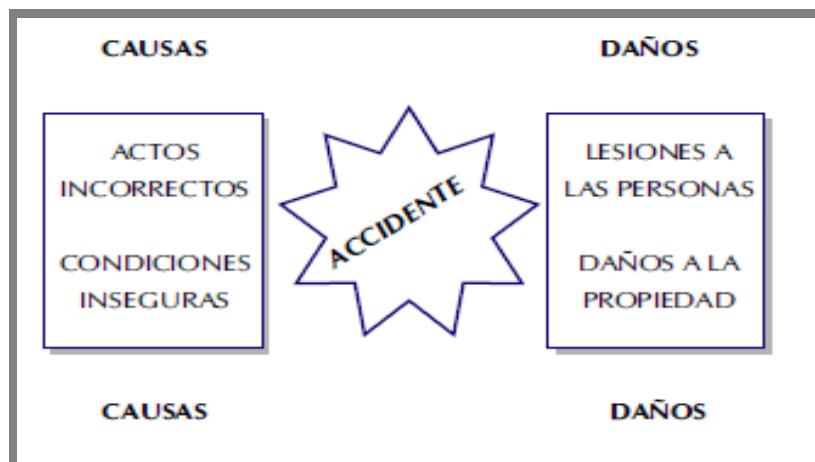 CAUSAS
DAÑOS
ACTOS
INCORRECTOS
CONDICIONES
INSEGURAS
ACCIDENTE
LESIONES A
LAS PERSONAS
DAÑOS A LA
PROPIEDAD
CAUSAS
DAÑOS